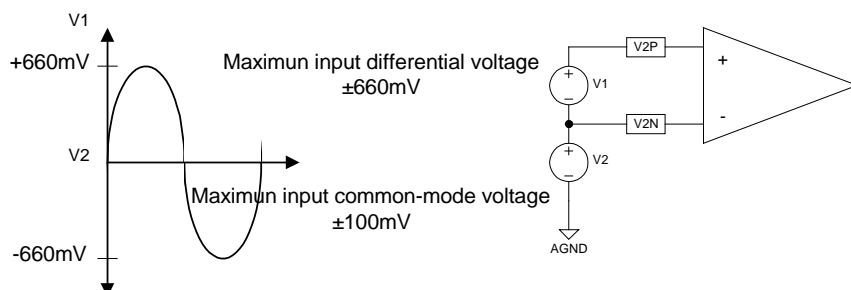 V1
+660mV
Maximun input differential voltage
±660mV
V2
Maximun input common-mode voltage
±100mV
-660mV
V2P
+
+
V1
−
V2N
-
+
V2
−
AGND